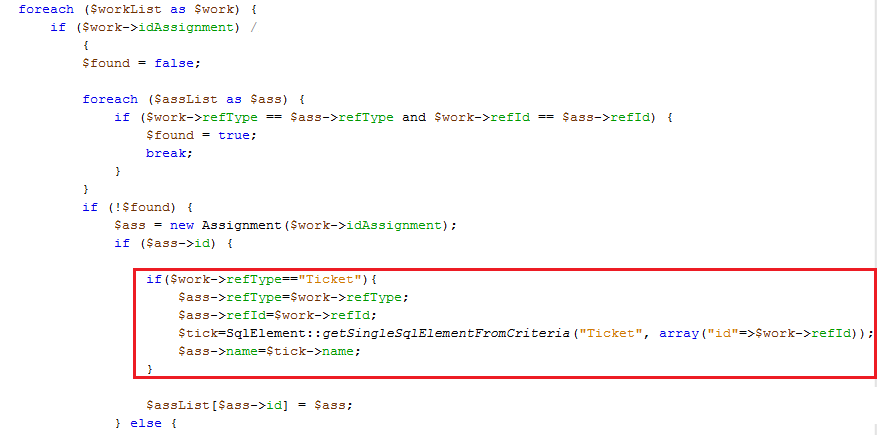 foreach ($workList as $work) {
if ($work->idAssignment) /
{
$found = false;
foreach ($assList as $ass) {
if ($work->refType == $ass->refType and $work->refId == $ass->refId) {
$found = true;
break;
}
}
if (!$found) {
$ass = new Assignment($work->idAssignment);
if ($ass->id) {
if($work->refType=="Ticket"){
$ass->refType=$work->refType;
$ass->refId=$work->refId;
$tick=SqlElement::getSingleSqlElementFromCriteria("Ticket", array("id"=>$work->refId));
$ass->name=$tick->name;
}
$assList[$ass->id] = $ass;
} else {